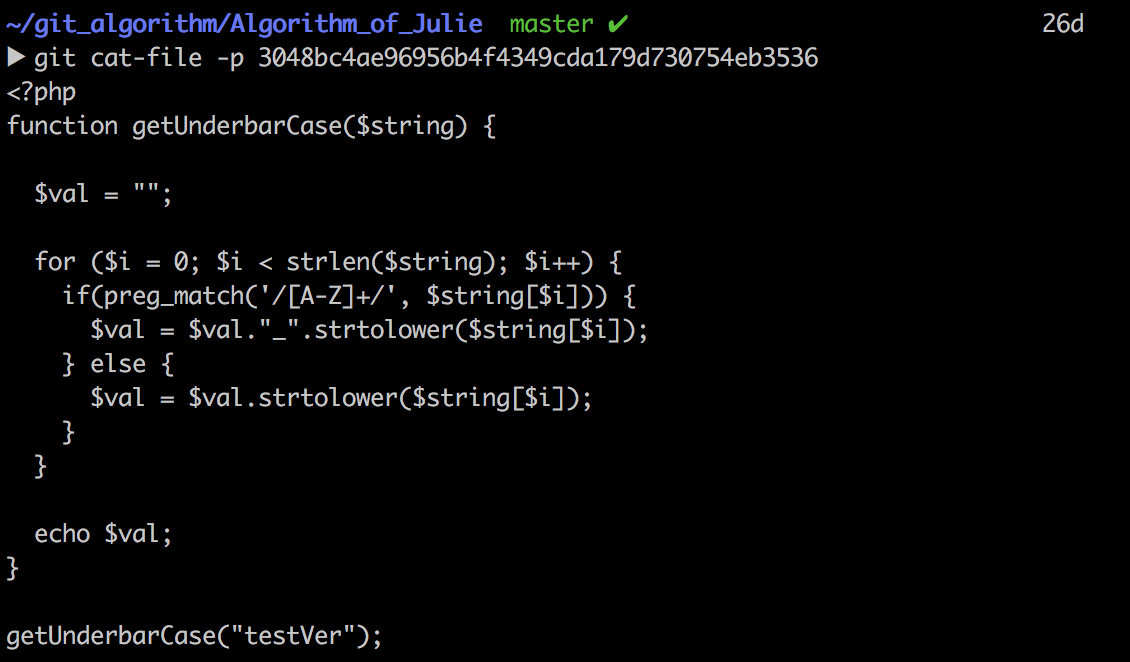 ~/git_algorithm/Algorithm_of_Julie master ✔ 26d
▶ git cat-file -p 3048bc4ae96956b4f4349cda179d730754eb3536
<?php
function getUnderbarCase($string) {
  $val = "";
  for ($i = 0; $i < strlen($string); $i++) {
    if(preg_match('/[A-Z]+/', $string[$i])) {
      $val = $val."_".strtolower($string[$i]);
    } else {
      $val = $val.strtolower($string[$i]);
    }
  }
  echo $val;
}
getUnderbarCase("testVer");